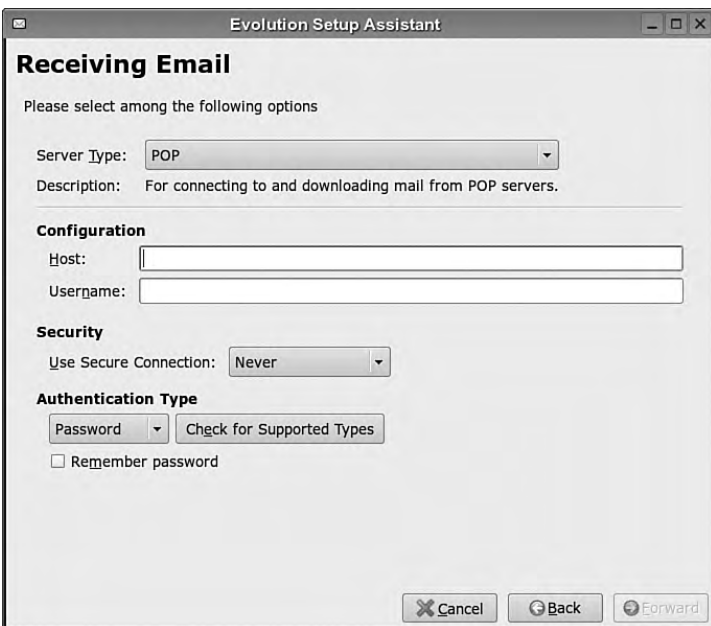 Evolution Setup Assistant
Receiving Email
Please select among the following options
Server Type: POP
Description: For connecting to and downloading mail from POP servers.
Configuration
Host:
Username:
Security
Use Secure Connection: Never
Authentication Type
Password Check for Supported Types
Remember password
Cancel Back Forward